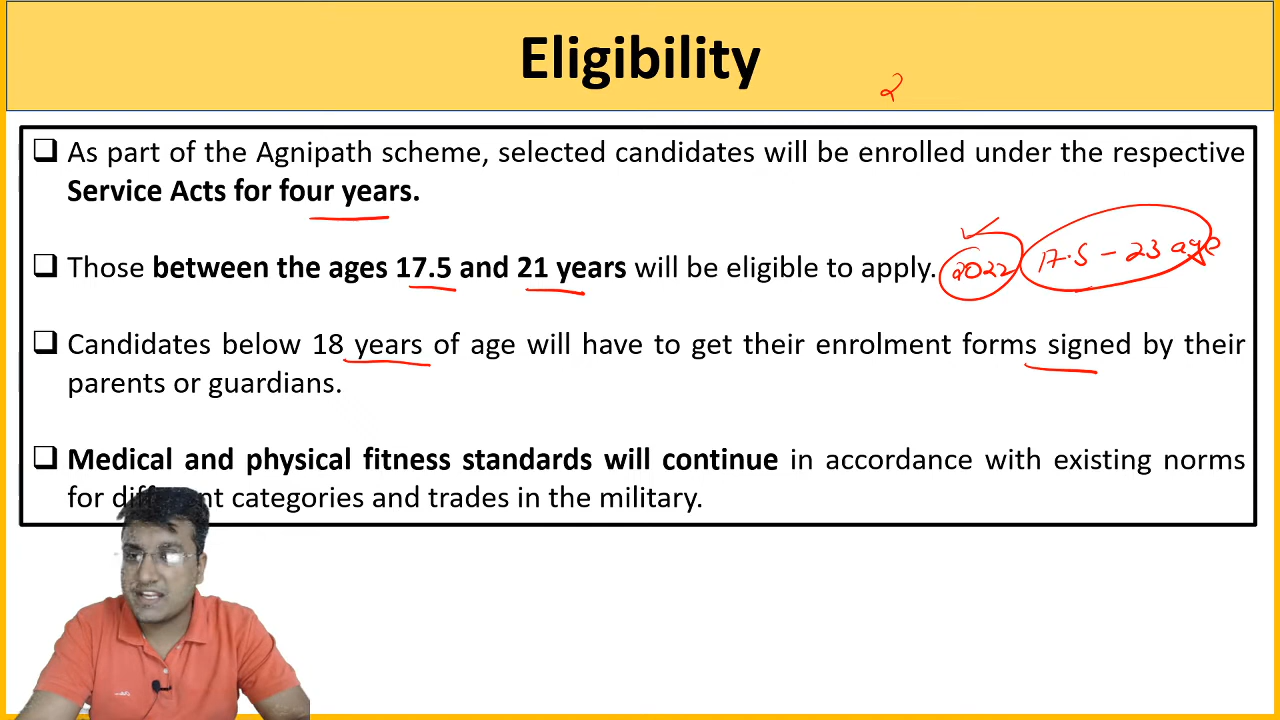 Eligibility
2
❑ As part of the Agnipath scheme, selected candidates will be enrolled under the respective
Service Acts for four years.
❑ Those between the ages 17.5 and 21 years will be eligible to apply. 2022 17.5 - 23 age
❑ Candidates below 18 years of age will have to get their enrolment forms signed by their
parents or guardians.
❑ Medical and physical fitness standards will continue in accordance with existing norms
for different categories and trades in the military.